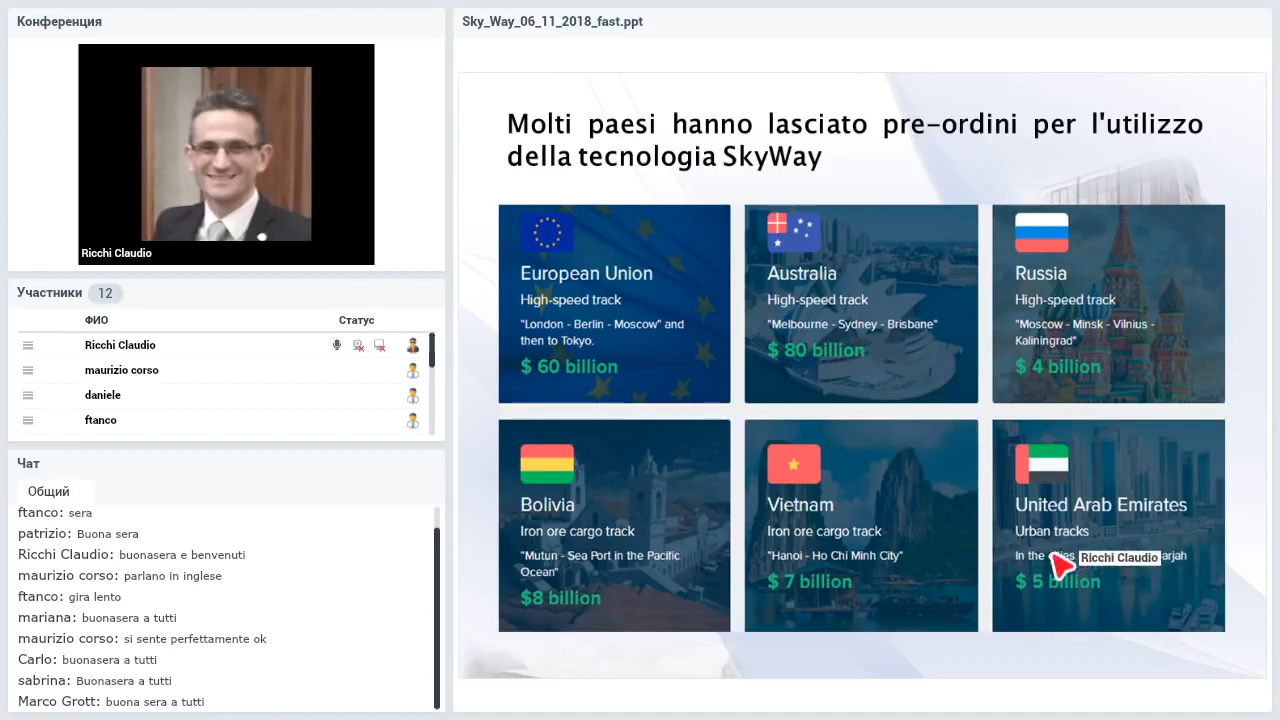 Конференция
Ricchi Claudio
Участники 12
ФИО Статус
Ricchi Claudio
maurizio corso
daniele
ftanco
Чат
Общий
ftanco: sera
patrizio: Buona sera
Ricchi Claudio: buonasera e benvenuti
maurizio corso: parlano in inglese
ftanco: gira lento
mariana: buonasera a tutti
maurizio corso: si sente perfettamente ok
Carlo: buonasera a tutti
sabrina: Buonasera a tutti
Marco Grott: buona sera a tutti
Sky_Way_06_11_2018_fast.ppt
Molti paesi hanno lasciato pre-ordini per l'utilizzo
della tecnologia SkyWay
European Union
High-speed track
"London - Berlin - Moscow" and
then to Tokyo.
$ 60 billion
Australia
High-speed track
"Melbourne - Sydney - Brisbane"
$ 80 billion
Russia
High-speed track
"Moscow - Minsk - Vilnius -
Kaliningrad"
$ 4 billion
Bolivia
Iron ore cargo track
"Mutun - Sea Port in the Pacific
Ocean"
$8 billion
Vietnam
Iron ore cargo track
"Hanoi - Ho Chi Minh City"
$ 7 billion
United Arab Emirates
Urban tracks
In the
Ricchi Claudio
$ 5 billion